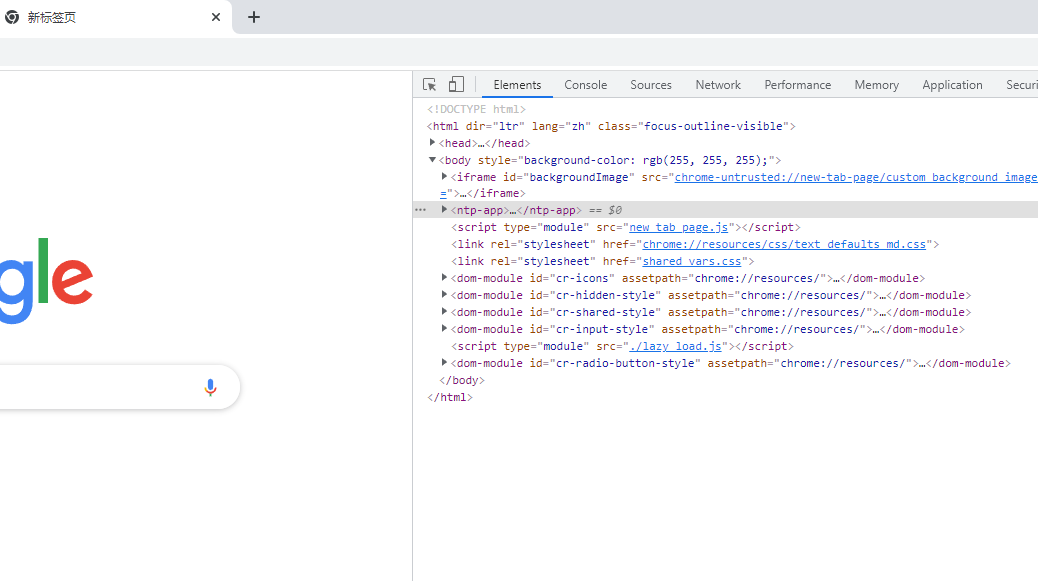 新标签页
gle
Elements Console Sources Network Performance Memory Application Securi
<!DOCTYPE html>
<html dir="ltr" lang="zh" class="focus-outline-visible">
<head>…</head>
<body style="background-color: rgb(255, 255, 255);">
<iframe id="backgroundImage" src="chrome-untrusted://new-tab-page/custom_background_image
=">…</iframe>
<ntp-app>…</ntp-app> == $0
<script type="module" src="new_tab_page.js"></script>
<link rel="stylesheet" href="chrome://resources/css/text_defaults_md.css">
<link rel="stylesheet" href="shared_vars.css">
<dom-module id="cr-icons" assetpath="chrome://resources/">…</dom-module>
<dom-module id="cr-hidden-style" assetpath="chrome://resources/">…</dom-module>
<dom-module id="cr-shared-style" assetpath="chrome://resources/">…</dom-module>
<dom-module id="cr-input-style" assetpath="chrome://resources/">…</dom-module>
<script type="module" src="./lazy_load.js"></script>
<dom-module id="cr-radio-button-style" assetpath="chrome://resources/">…</dom-module>
</body>
</html>